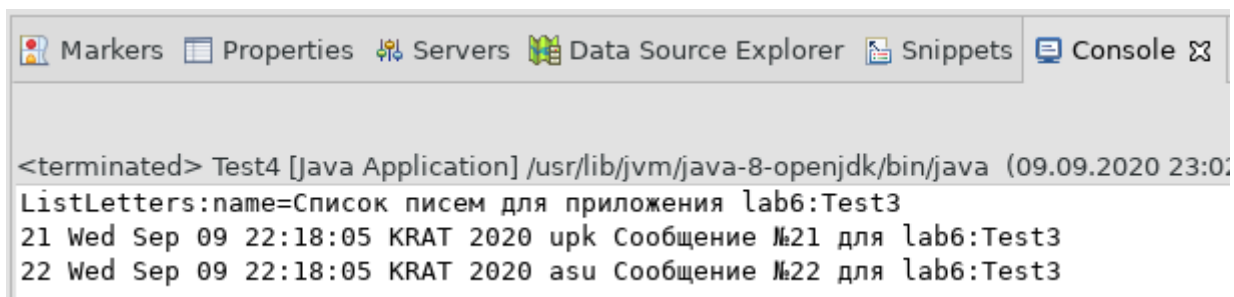 Markers Properties Servers Data Source Explorer Snippets Console
<terminated> Test4 [Java Application] /usr/lib/jvm/java-8-openjdk/bin/java (09.09.2020 23:02
ListLetters:name=Список писем для приложения lab6:Test3
21 Wed Sep 09 22:18:05 KRAT 2020 upk Сообщение №21 для lab6:Test3
22 Wed Sep 09 22:18:05 KRAT 2020 asu Сообщение №22 для lab6:Test3